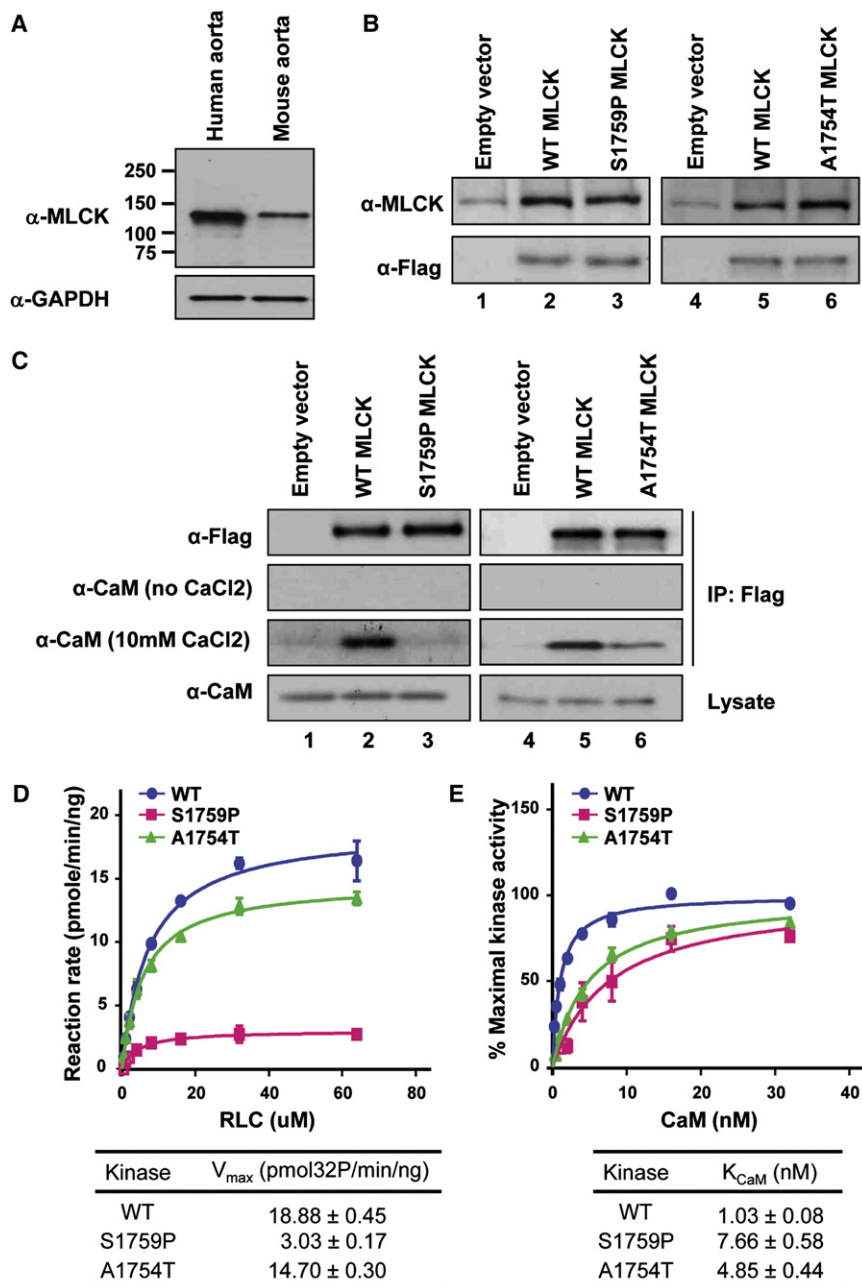 A
Human aorta
Mouse aorta
250
150
α-MLCK
100
75
α-GAPDH
B
Empty vector
WT MLCK
S1759P MLCK
Empty vector
WT MLCK
A1754T MLCK
α-MLCK
α-Flag
1 2 3 4 5 6
C
Empty vector
WT MLCK
S1759P MLCK
Empty vector
WT MLCK
A1754T MLCK
α-Flag
α-CaM (no CaCl2)
IP: Flag
α-CaM (10mM CaCl2)
α-CaM
Lysate
1 2 3 4 5 6
D
WT
S1759P
A1754T
Reaction rate (pmole/min/ng)
20
15
10
5
0
0 20 40 60 80
RLC (uM)
Kinase Vmax (pmol32P/min/ng)
WT 18.88 ± 0.45
S1759P 3.03 ± 0.17
A1754T 14.70 ± 0.30
E
WT
S1759P
A1754T
% Maximal kinase activity
150
100
50
0
0 10 20 30 40
CaM (nM)
Kinase KCaM (nM)
WT 1.03 ± 0.08
S1759P 7.66 ± 0.58
A1754T 4.85 ± 0.44